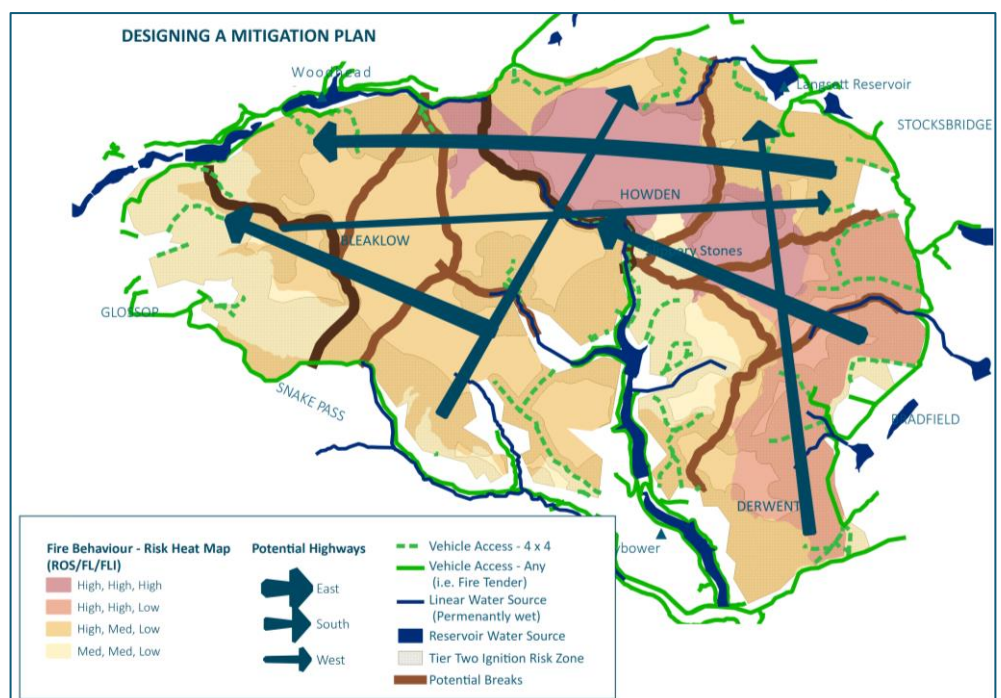 DESIGNING A MITIGATION PLAN
Woodhead
Langsett Reservoir
STOCKSBRIDGE
HOWDEN
BLEAKLOW
Stones
GLOSSOP
SNAKE PASS
BRADFIELD
DERWENT
Fire Behaviour - Risk Heat Map
(ROS/FL/FLI)
High, High, High
High, High, Low
High, Med, Low
Med, Med, Low
Potential Highways
East
South
West
Vehicle Access - 4 x 4
Vehicle Access - Any
(i.e. Fire Tender)
Linear Water Source
(Permenantly wet)
Reservoir Water Source
Tier Two Ignition Risk Zone
Potential Breaks